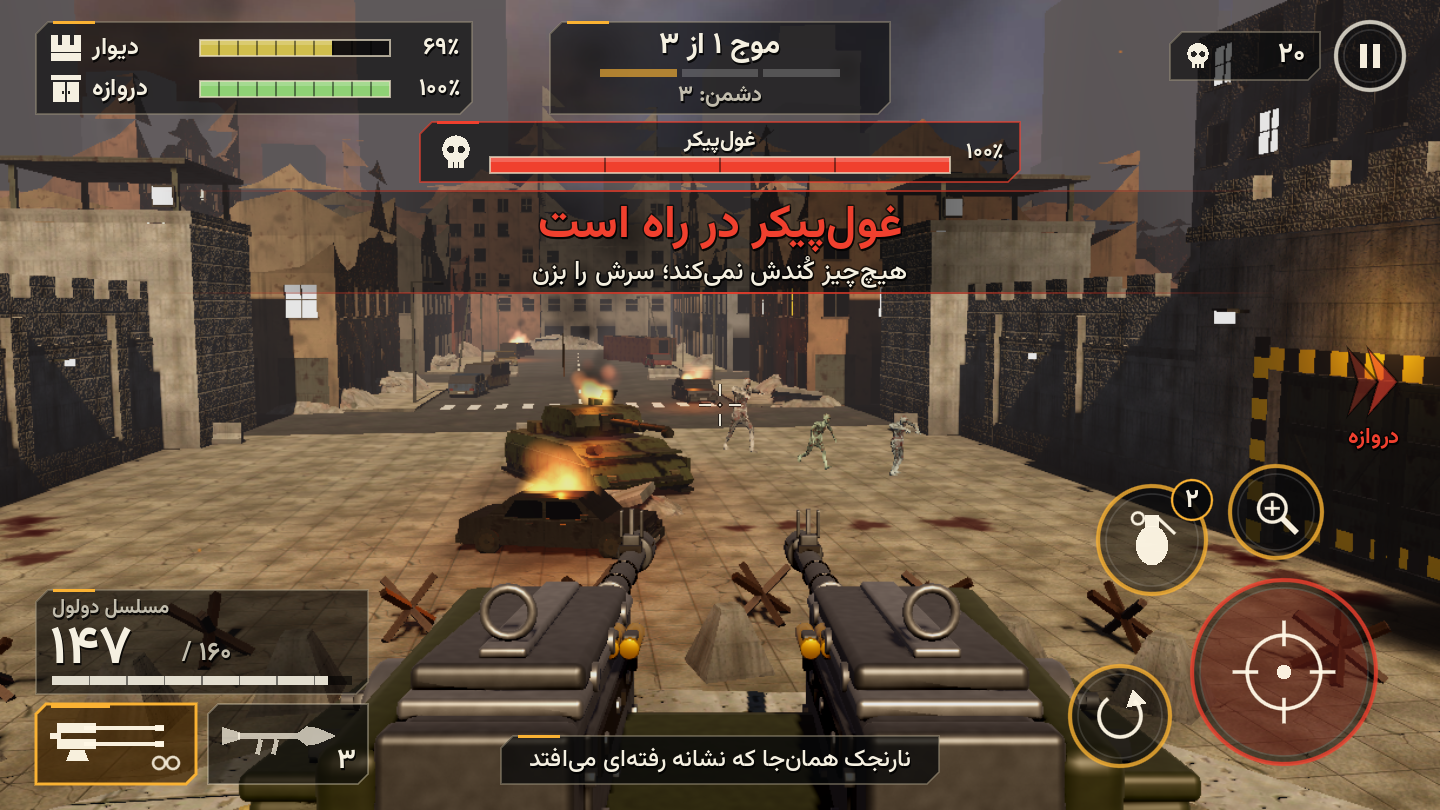 دیوار ۶۹٪
دروازه ۱۰۰٪
موج ۱ از ۳
دشمن: ۳
۲۰
غول‌پیکر ۱۰۰٪
غول‌پیکر در راه است
هیچ‌چیز کُندش نمی‌کند؛ سرش را بزن
دروازه
۲
مسلسل دولول
۱۴۷ / ۱۶۰
∞
۳
نارنجک همان‌جا که نشانه رفته‌ای می‌افتد